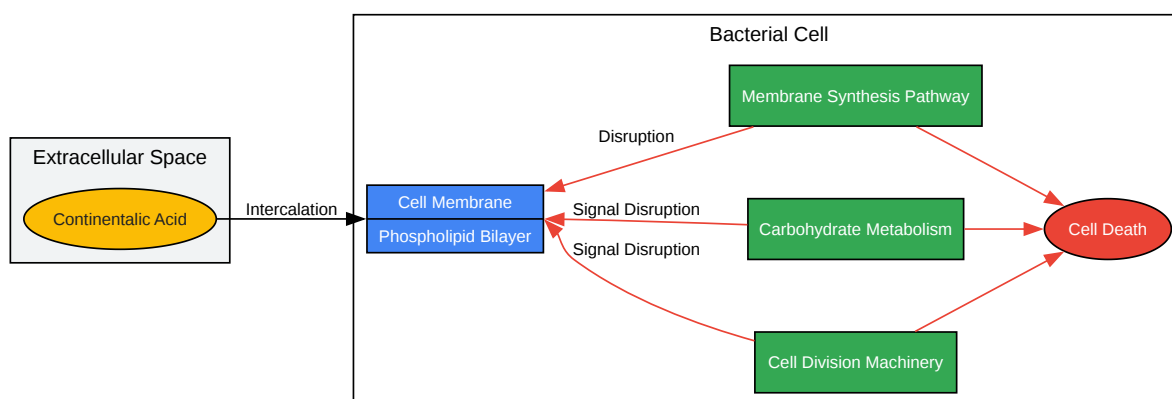 Bacterial Cell
Membrane Synthesis Pathway
Disruption
Extracellular Space
Continentalic Acid
Intercalation
Cell Membrane
Phospholipid Bilayer
Signal Disruption
Carbohydrate Metabolism
Cell Death
Signal Disruption
Cell Division Machinery